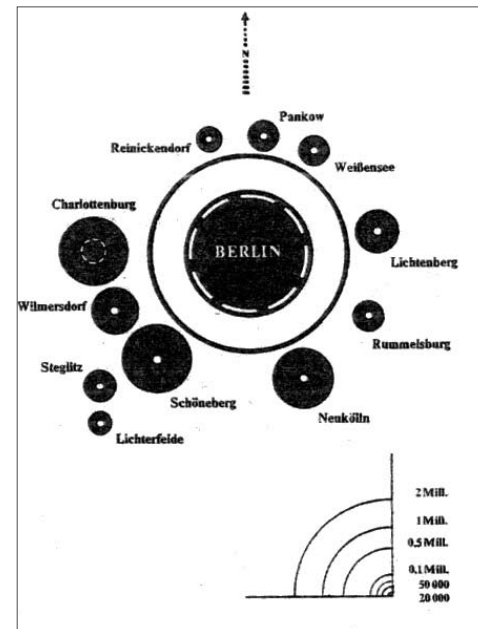 N
Pankow
Reinickendorf
Weißensee
Charlottenburg
BERLIN
Lichtenberg
Wilmersdorf
Rummelsburg
Steglitz
Schöneberg
Neukölln
Lichterfeide
2 Mill.
1 Mill.
0,5 Mill.
0,1 Mill.
50 000
20 000